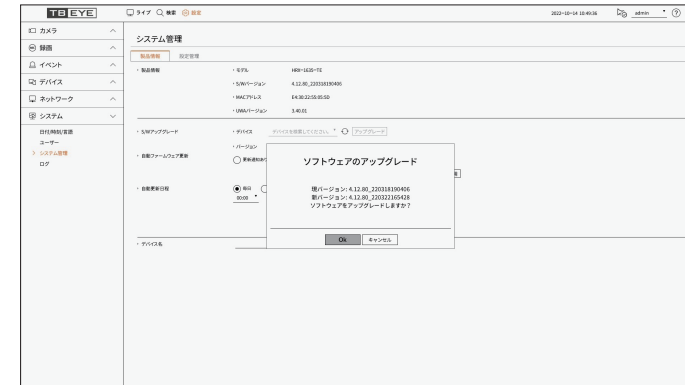 TB EYE
ライブ 検索 設定
2022-10-14 10:49:36 admin
カメラ
録画
イベント
デバイス
ネットワーク
システム
日付/時刻/言語
ユーザー
システム管理
ログ
システム管理
製品情報 設定管理
・製品情報
・モデル HRX-1635-TE
・S/Wバージョン 4.12.80_220318190406
・MACアドレス E4:30:22:55:05:5D
・UWAバージョン 3.40.01
・S/Wアップグレード
・デバイス デバイスを検索してください。 アップグレード
・バージョン
・自動ファームウェア更新
更新通知あり
・自動更新日程
毎日
00:00
・デバイス名
ソフトウェアのアップグレード
現バージョン: 4.12.80_220318190406
新バージョン: 4.12.80_220322165428
ソフトウェアをアップグレードしますか？
Ok キャンセル